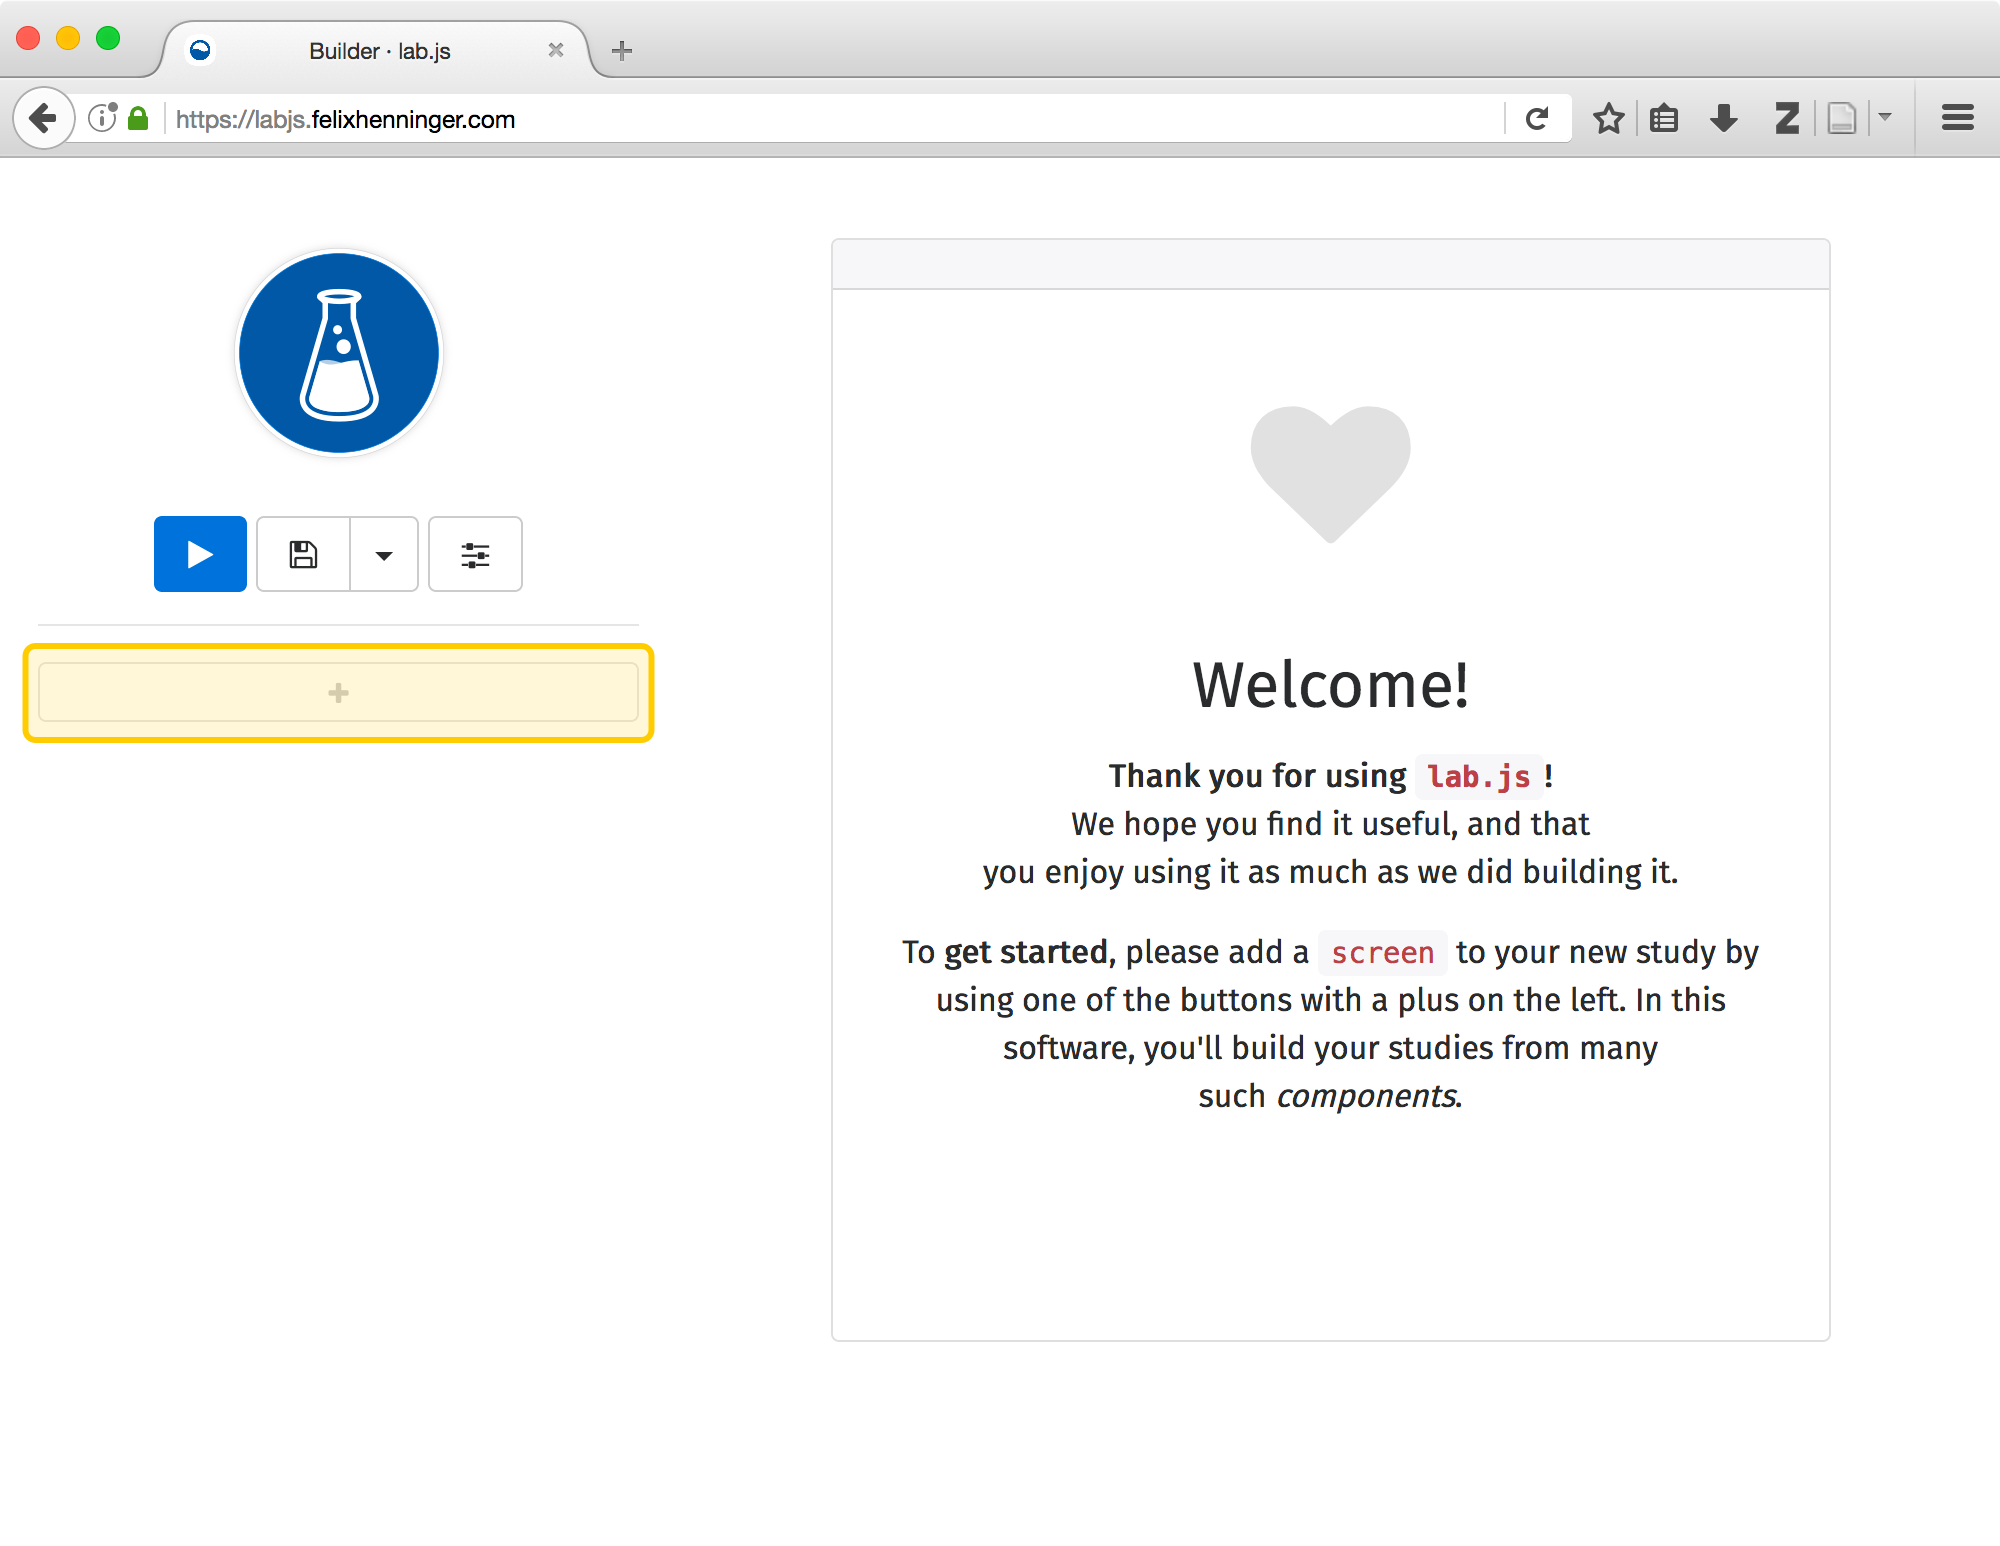 Builder · lab.js
https://labjs.felixhenninger.com
Welcome!
Thank you for using lab.js !
We hope you find it useful, and that
you enjoy using it as much as we did building it.
To get started, please add a screen to your new study by
using one of the buttons with a plus on the left. In this
software, you'll build your studies from many
such components.